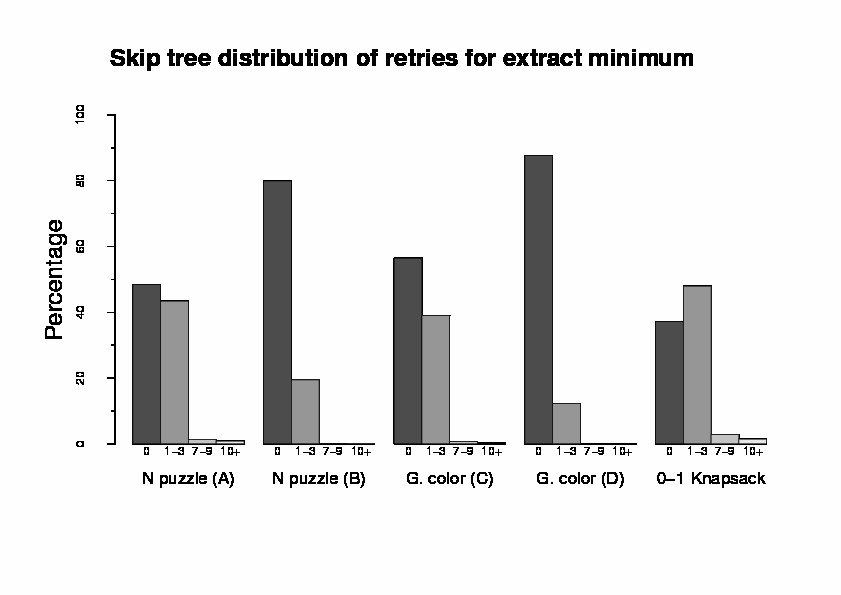 Skip tree distribution of retries for extract minimum
Percentage
100
80
60
40
20
0
0 1−3 7−9 10+ 0 1−3 7−9 10+ 0 1−3 7−9 10+ 0 1−3 7−9 10+ 0 1−3 7−9 10+
N puzzle (A) N puzzle (B) G. color (C) G. color (D) 0−1 Knapsack